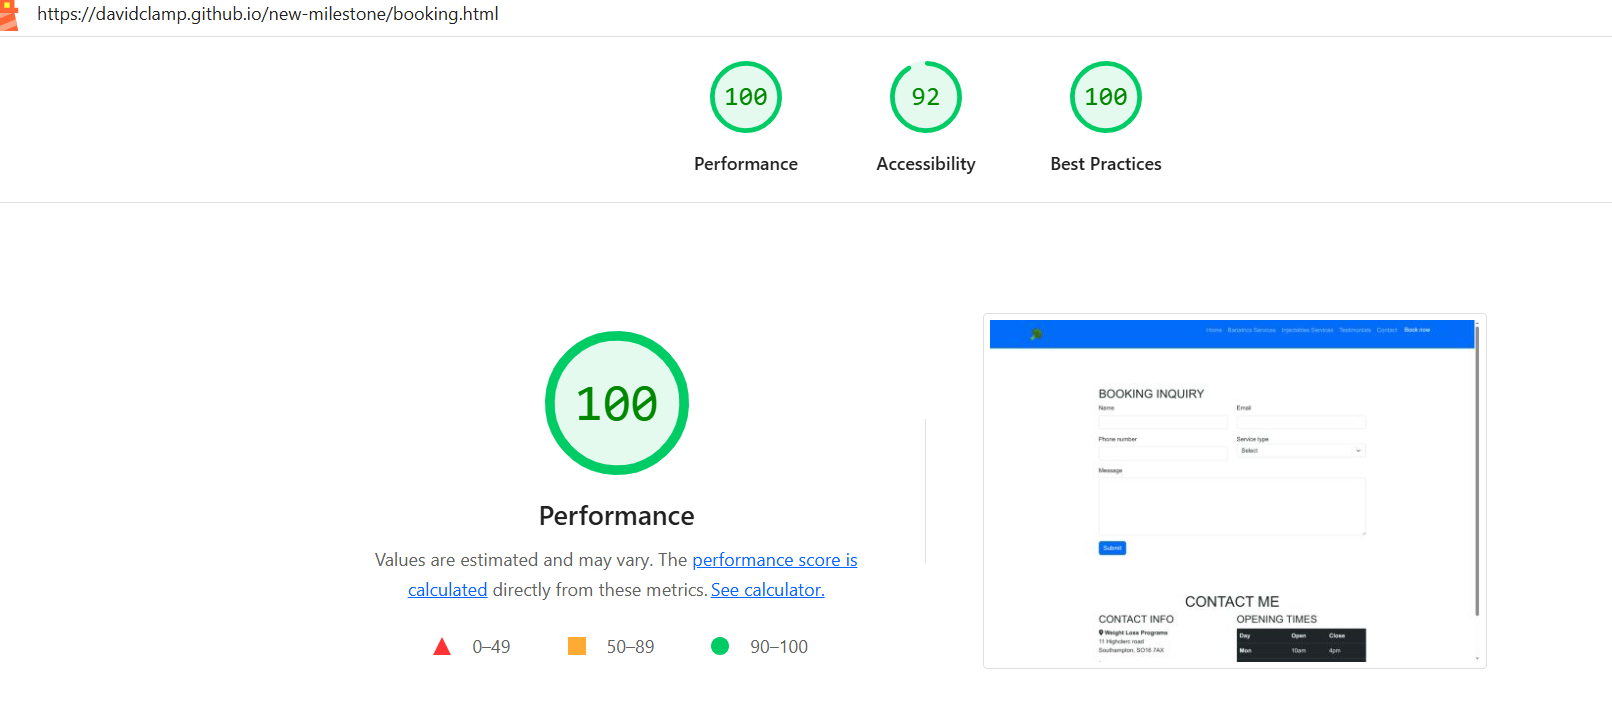 https://davidclamp.github.io/new-milestone/booking.html
100 92 100
Performance Accessibility Best Practices
100
Performance
Values are estimated and may vary. The performance score is
calculated directly from these metrics. See calculator.
0–49 50–89 90–100
Home Bariatrics Services Injectables Services Testimonials Contact Book now
BOOKING INQUIRY
Name Email
Phone number Service type
Select
Message
Submit
CONTACT ME
CONTACT INFO OPENING TIMES
Weight Loss Programs Day Open Close
11 Highderc road
Mon 10am 4pm
Southampton, SO16 7AX